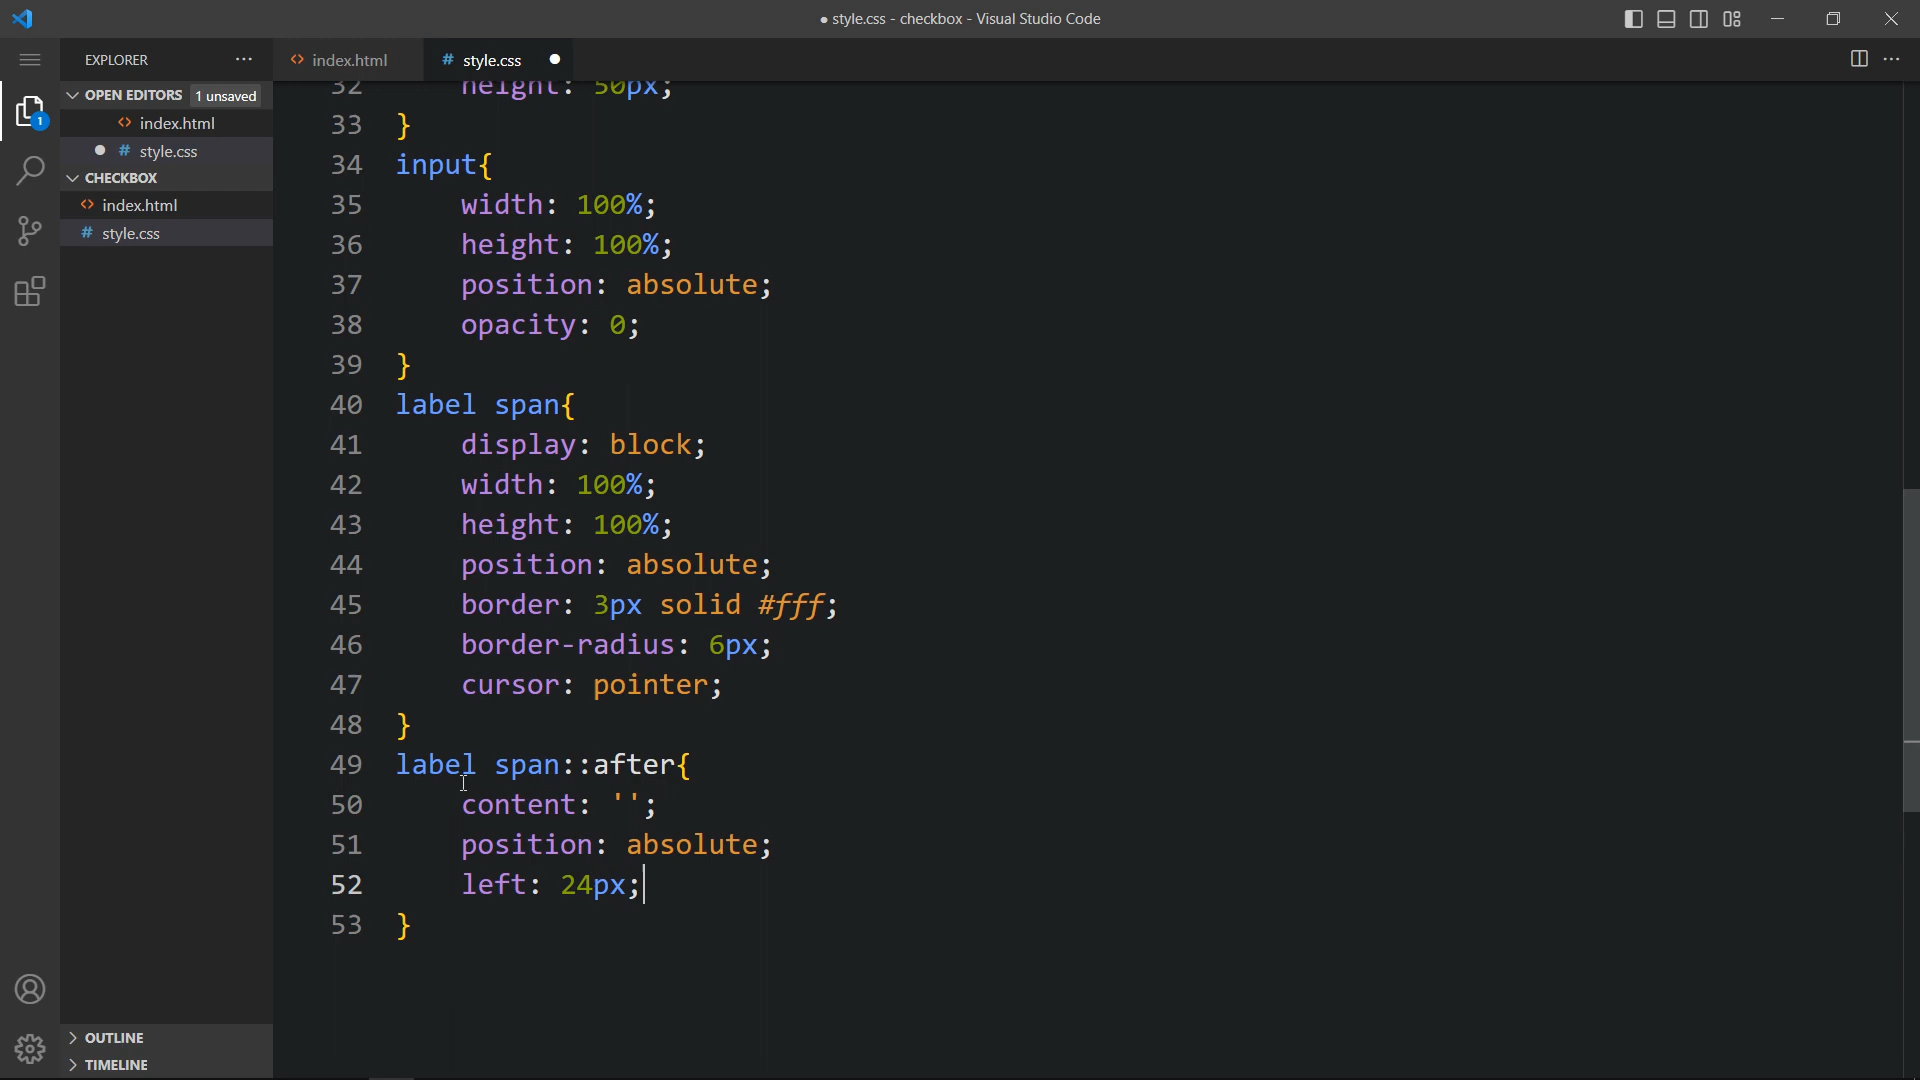 ● style.css - checkbox - Visual Studio Code
EXPLORER
OPEN EDITORS 1 unsaved
<> index.html
# style.css
CHECKBOX
<> index.html
# style.css
OUTLINE
TIMELINE
1
<> index.html
# style.css
32 height: 50px;
33 }
34 input{
35 width: 100%;
36 height: 100%;
37 position: absolute;
38 opacity: 0;
39 }
40 label span{
41 display: block;
42 width: 100%;
43 height: 100%;
44 position: absolute;
45 border: 3px solid #fff;
46 border-radius: 6px;
47 cursor: pointer;
48 }
49 label span::after{
50 content: '';
51 position: absolute;
52 left: 24px;
53 }